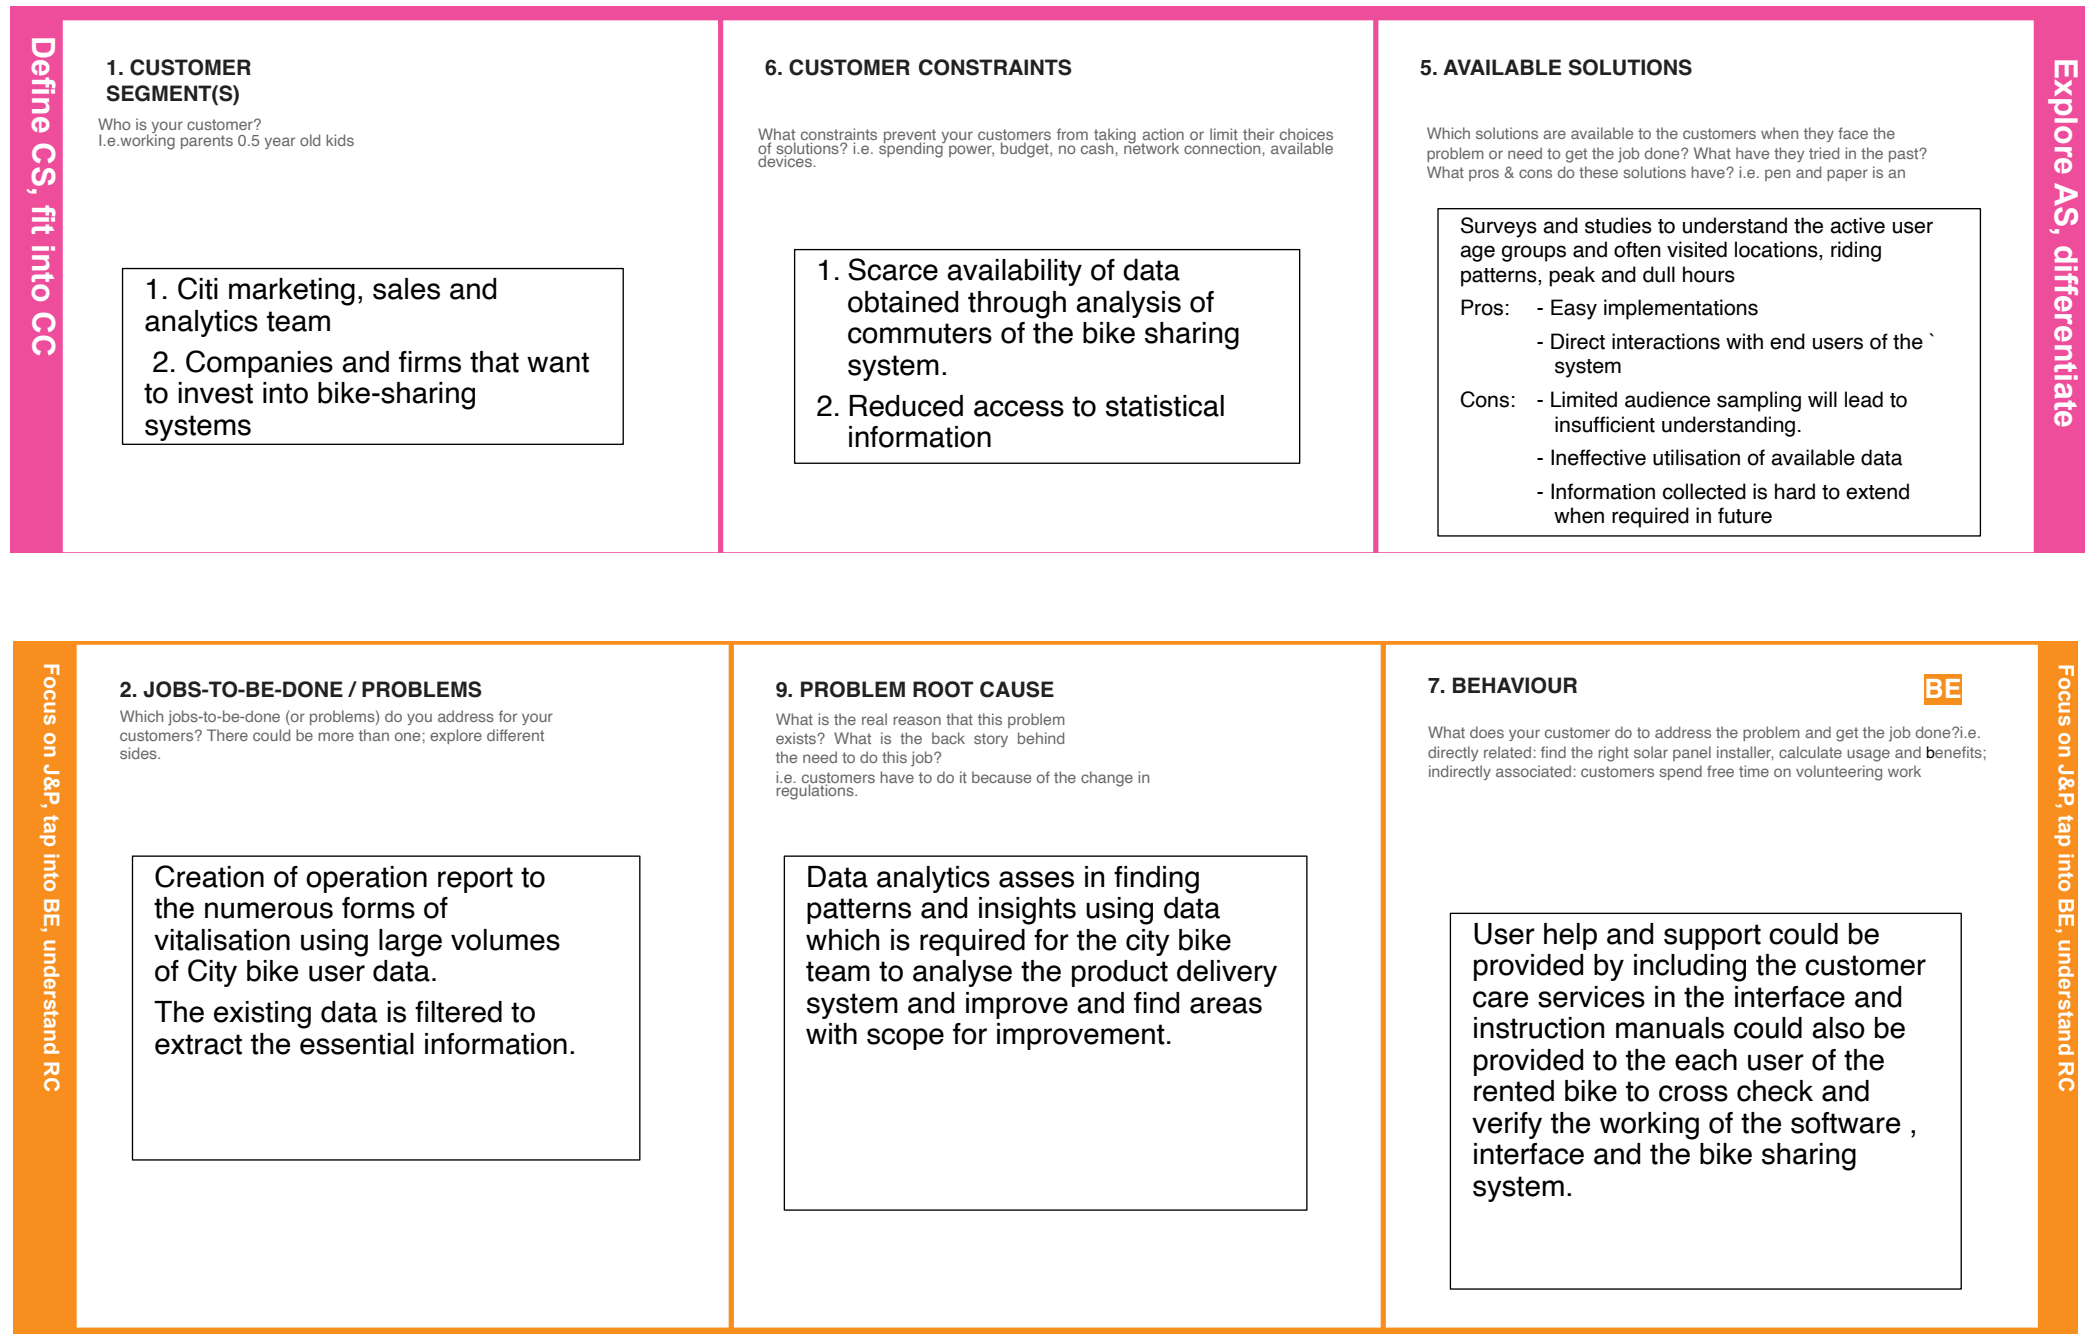 Define CS, fit into CC
1. CUSTOMER
SEGMENT(S)
Who is your customer?
I.e.working parents 0.5 year old kids
1. Citi marketing, sales and
analytics team
2. Companies and firms that want
to invest into bike-sharing
systems
6. CUSTOMER CONSTRAINTS
What constraints prevent your customers from taking action or limit their choices
of solutions? i.e. spending power, budget, no cash, network connection, available
devices.
1. Scarce availability of data
obtained through analysis of
commuters of the bike sharing
system.
2. Reduced access to statistical
information
5. AVAILABLE SOLUTIONS
Which solutions are available to the customers when they face the
problem or need to get the job done? What have they tried in the past?
What pros & cons do these solutions have? i.e. pen and paper is an
Surveys and studies to understand the active user
age groups and often visited locations, riding
patterns, peak and dull hours
Pros: - Easy implementations
- Direct interactions with end users of the `
system
Cons: - Limited audience sampling will lead to
insufficient understanding.
- Ineffective utilisation of available data
- Information collected is hard to extend
when required in future
Explore AS, differentiate
Focus on J&P, tap into BE, understand RC
2. JOBS-TO-BE-DONE / PROBLEMS
Which jobs-to-be-done (or problems) do you address for your
customers? There could be more than one; explore different
sides.
Creation of operation report to
the numerous forms of
vitalisation using large volumes
of City bike user data.
The existing data is filtered to
extract the essential information.
9. PROBLEM ROOT CAUSE
What is the real reason that this problem
exists? What is the back story behind
the need to do this job?
i.e. customers have to do it because of the change in
regulations.
Data analytics asses in finding
patterns and insights using data
which is required for the city bike
team to analyse the product delivery
system and improve and find areas
with scope for improvement.
7. BEHAVIOUR
BE
What does your customer do to address the problem and get the job done?i.e.
directly related: find the right solar panel installer, calculate usage and benefits;
indirectly associated: customers spend free time on volunteering work
User help and support could be
provided by including the customer
care services in the interface and
instruction manuals could also be
provided to the each user of the
rented bike to cross check and
verify the working of the software ,
interface and the bike sharing
system.
Focus on J&P, tap into BE, understand RC